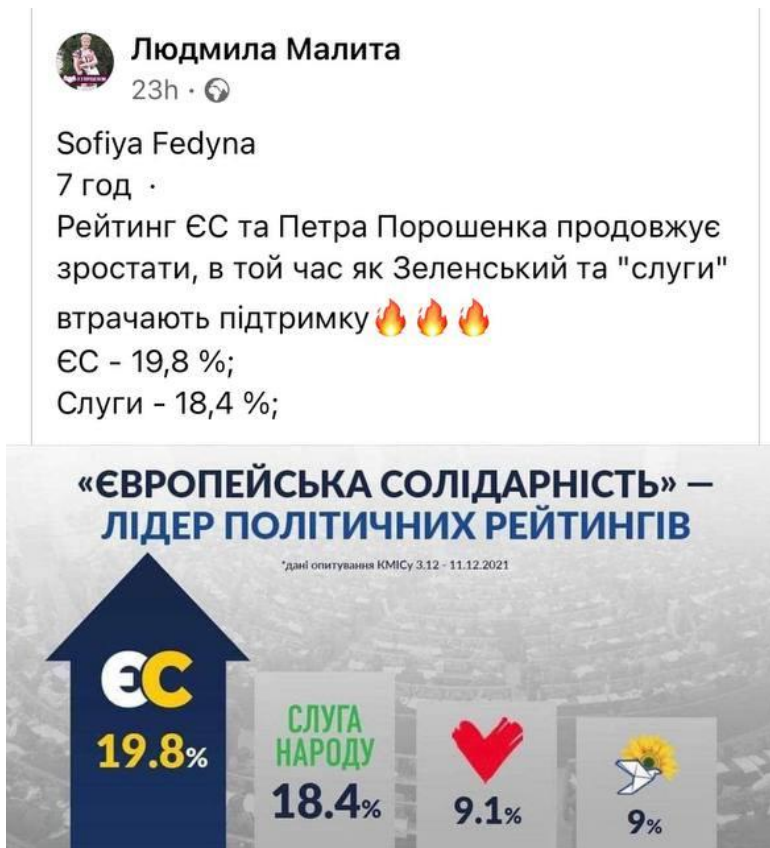 Людмила Малита
23h ·
Sofiya Fedyna
7 год ·
Рейтинг ЄС та Петра Порошенка продовжує
зростати, в той час як Зеленський та "слуги"
втрачають підтримку🔥🔥🔥
ЄС - 19,8 %;
Слуги - 18,4 %;
«ЄВРОПЕЙСЬКА СОЛІДАРНІСТЬ» –
ЛІДЕР ПОЛІТИЧНИХ РЕЙТИНГІВ
*дані опитування КМІСу 3.12 - 11.12.2021
ЄС
19.8%
СЛУГА
НАРОДУ
18.4%
9.1%
9%